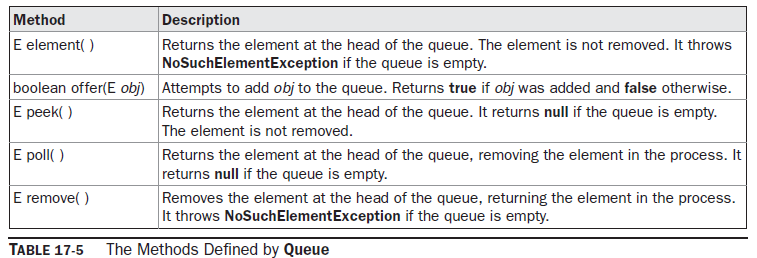 Method Description
E element( ) Returns the element at the head of the queue. The element is not removed. It throws
NoSuchElementException if the queue is empty.
boolean offer(E obj) Attempts to add obj to the queue. Returns true if obj was added and false otherwise.
E peek( ) Returns the element at the head of the queue. It returns null if the queue is empty.
The element is not removed.
E poll( ) Returns the element at the head of the queue, removing the element in the process. It
returns null if the queue is empty.
E remove( ) Removes the element at the head of the queue, returning the element in the process.
It throws NoSuchElementException if the queue is empty.
TABLE 17-5 The Methods Defined by Queue